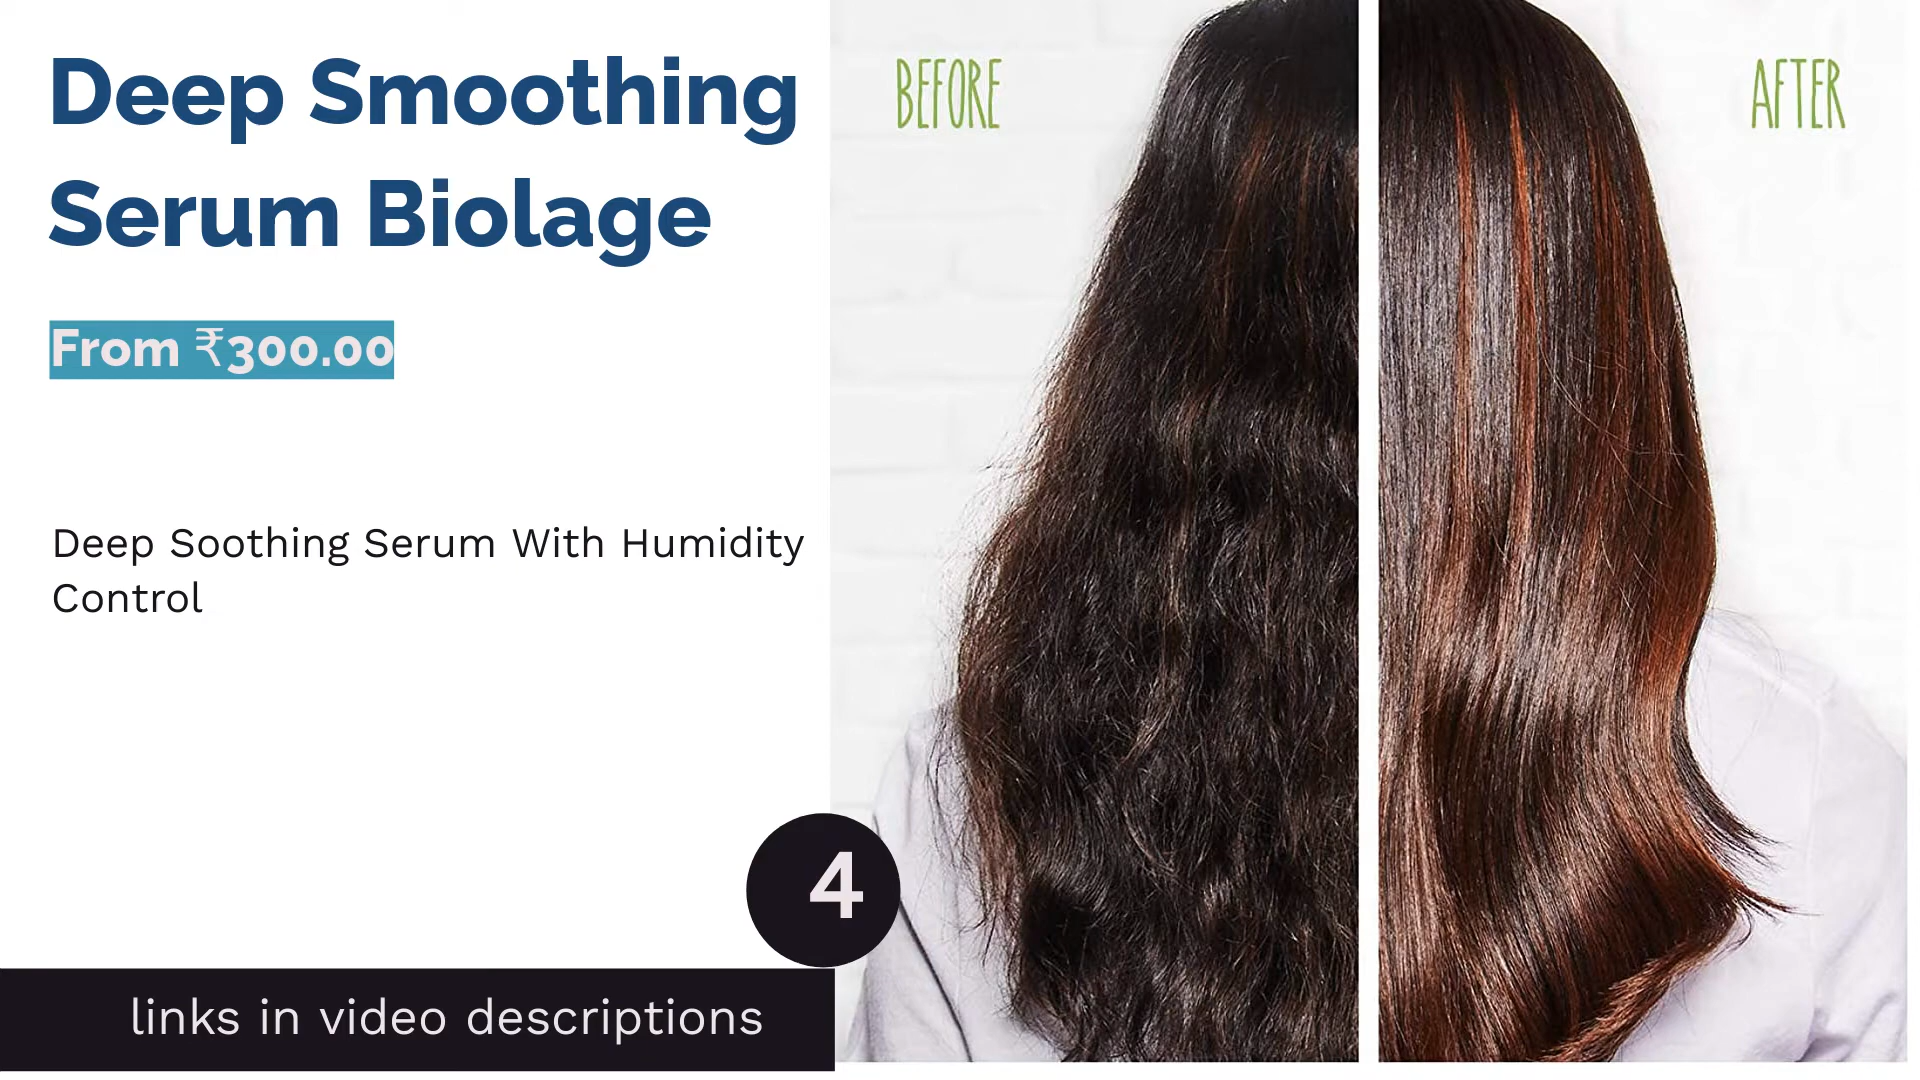 Deep Smoothing
Serum Biolage
From ₹300.00
Deep Soothing Serum With Humidity
Control
4
links in video descriptions
BEFORE
AFTER